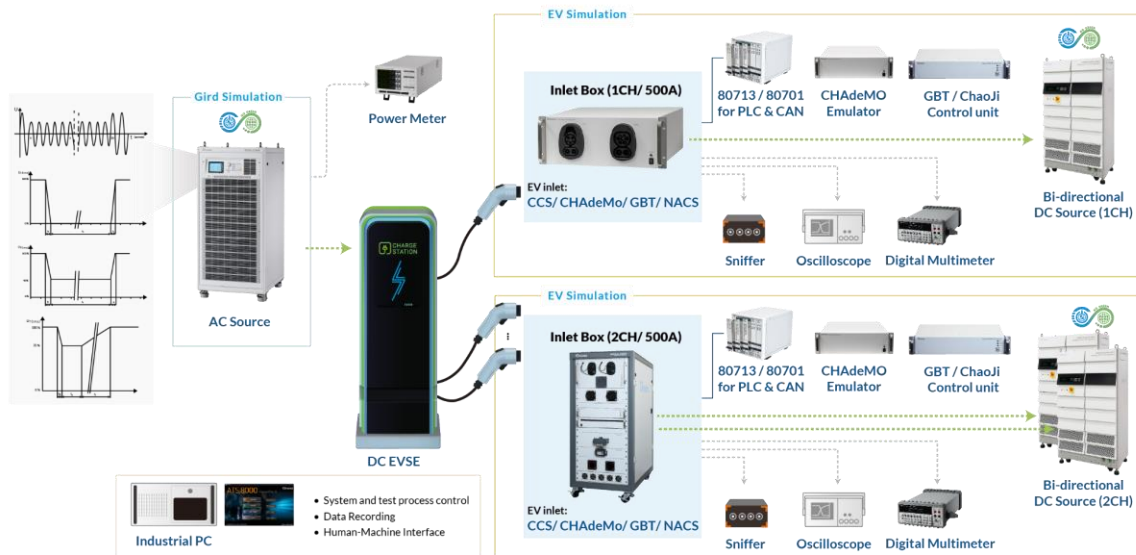 EV Simulation
Gird Simulation
Power Meter
AC Source
CHARGE
STATION
DC EVSE
Inlet Box (1CH/ 500A)
EV inlet:
CCS/ CHAdeMo/ GBT/ NACS
80713 / 80701
for PLC & CAN
CHAdeMO
Emulator
GBT / ChaoJi
Control unit
Bi-directional
DC Source (1CH)
Sniffer
Oscilloscope
Digital Multimeter
EV Simulation
Inlet Box (2CH/ 500A)
EV inlet:
CCS/ CHAdeMo/ GBT/ NACS
80713 / 80701
for PLC & CAN
CHAdeMO
Emulator
GBT / ChaoJi
Control unit
Bi-directional
DC Source (2CH)
Sniffer
Oscilloscope
Digital Multimeter
ATS 8000
Industrial PC
• System and test process control
• Data Recording
• Human-Machine Interface